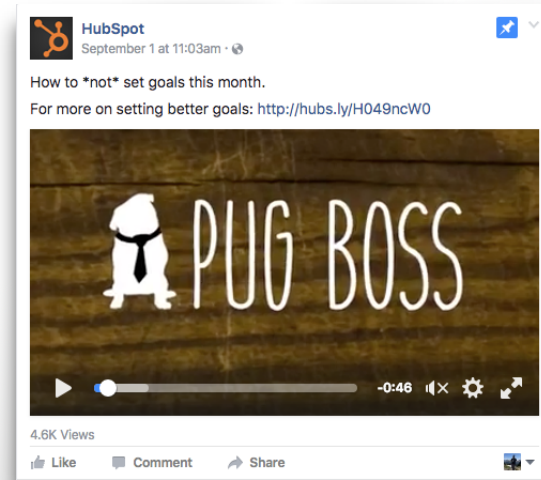 HubSpot
September 1 at 11:03am ·
How to *not* set goals this month.
For more on setting better goals: http://hubs.ly/H049ncW0
PUG BOSS
-0:46
4.6K Views
Like Comment Share